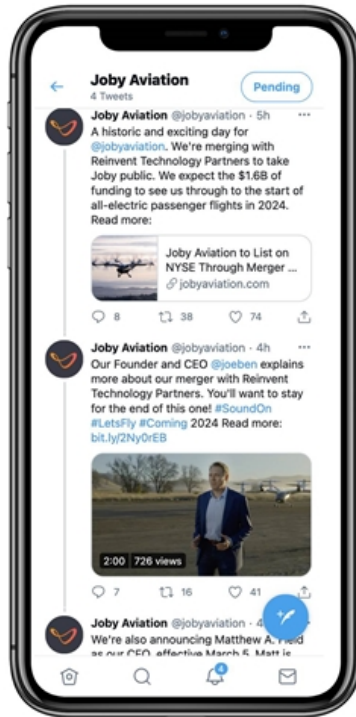 Joby Aviation
4 Tweets
Pending
Joby Aviation @jobyaviation · 5h
A historic and exciting day for
@jobyaviation. We're merging with
Reinvent Technology Partners to take
Joby public. We expect the $1.6B of
funding to see us through to the start of
all-electric passenger flights in 2024.
Read more:
Joby Aviation to List on
NYSE Through Merger ...
jobyaviation.com
8 38 74
Joby Aviation @jobyaviation · 4h
Our Founder and CEO @joeben explains
more about our merger with Reinvent
Technology Partners. You'll want to stay
for the end of this one! #SoundOn
#LetsFly #Coming 2024 Read more:
bit.ly/2Ny0rEB
2:00 726 views
7 16 41
Joby Aviation @jobyaviation · 4
We're also announcing Matthew A. Field
as our CFO, effective March 5. Matt is
4